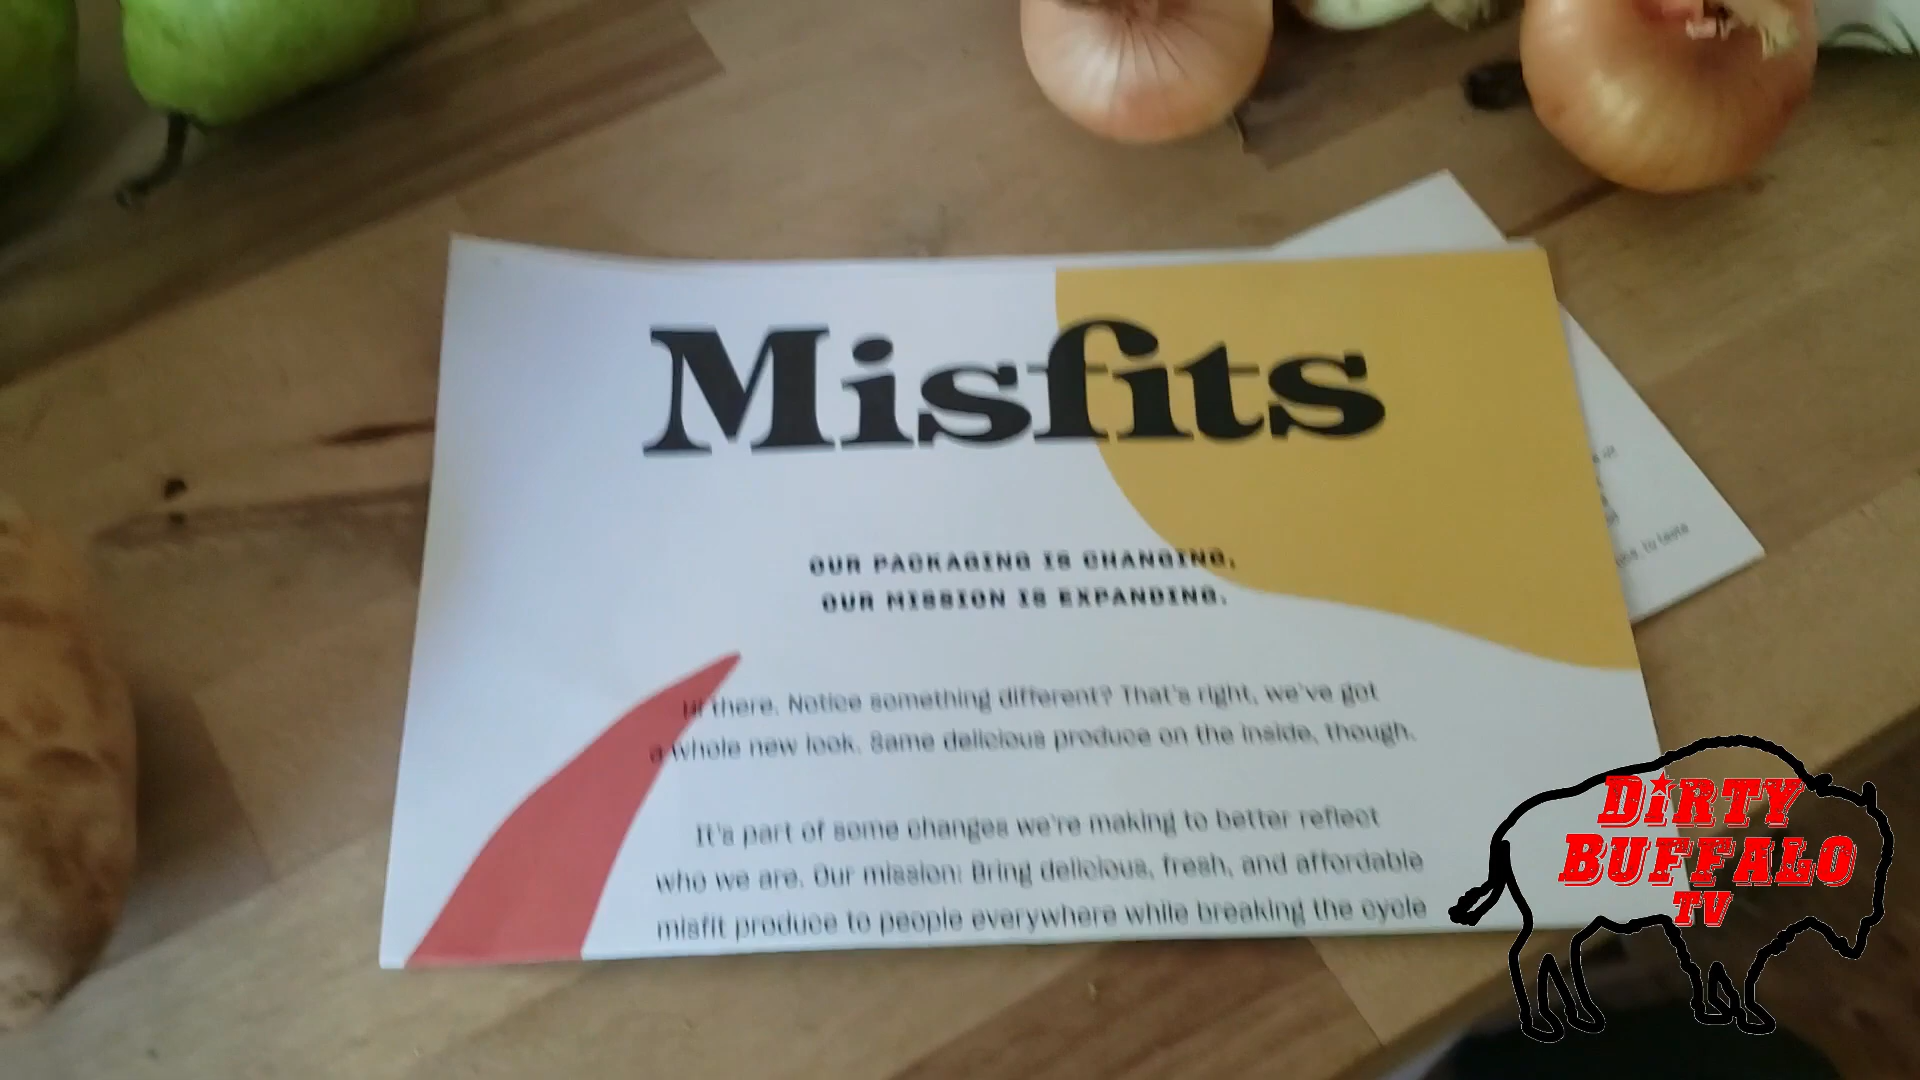 Misfits
OUR PACKAGING IS CHANGING.
OUR MISSION IS EXPANDING.
Hi there. Notice something different? That's right, we've got
a whole new look. Same delicious produce on the inside, though.
It's part of some changes we're making to better reflect
who we are. Our mission: Bring delicious, fresh, and affordable
misfit produce to people everywhere while breaking the cycle
to taste
DiRTY
BUFFALO
TV